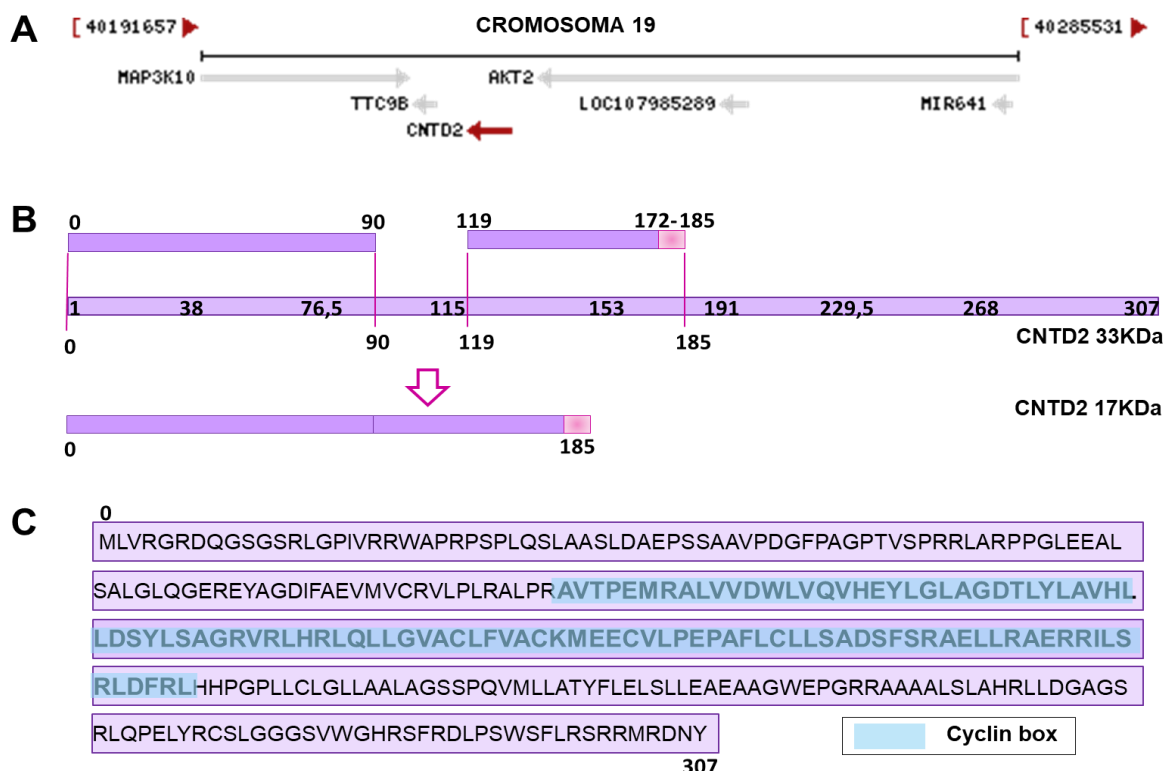 A
[ 40191657
CROMOSOMA 19
[ 40285531
MAP3K10
AKT2
TTC9B
LOC107985289
MIR641
CNTD2
B
0
90
119
172-185
1
38
76,5
115
153
191
229,5
268
307
0
90
119
185
CNTD2 33KDa
CNTD2 17KDa
0
185
C
0
MLVRGRDQGSGSRLGPIVRRWAPRPSPLQSLAASLDAEPSSAAVPDGFPAGPTVSPRRLARPPGLEEAL
SALGLQGEREYAGDIFAEVMVCRVLPLRALPRAVTPEMRALVVDWLVQVHEYLGLAGDTLYLAVHL.
LDSYLSAGRVRLHRLQLLGVACLFVACKMEECVLPEPAFLCLLSADSFSRAELLRAERRILS
RLDFRLHHPGPLLCLGLLAALAGSSPQVMLLATYFLELSLLEAEAAGWEPGRRAAAALSLAHRLLDGAGS
RLQPELYRCSLGGGSVWGHRSFRDLPSWSFLRSRRMRDNY
Cyclin box
307